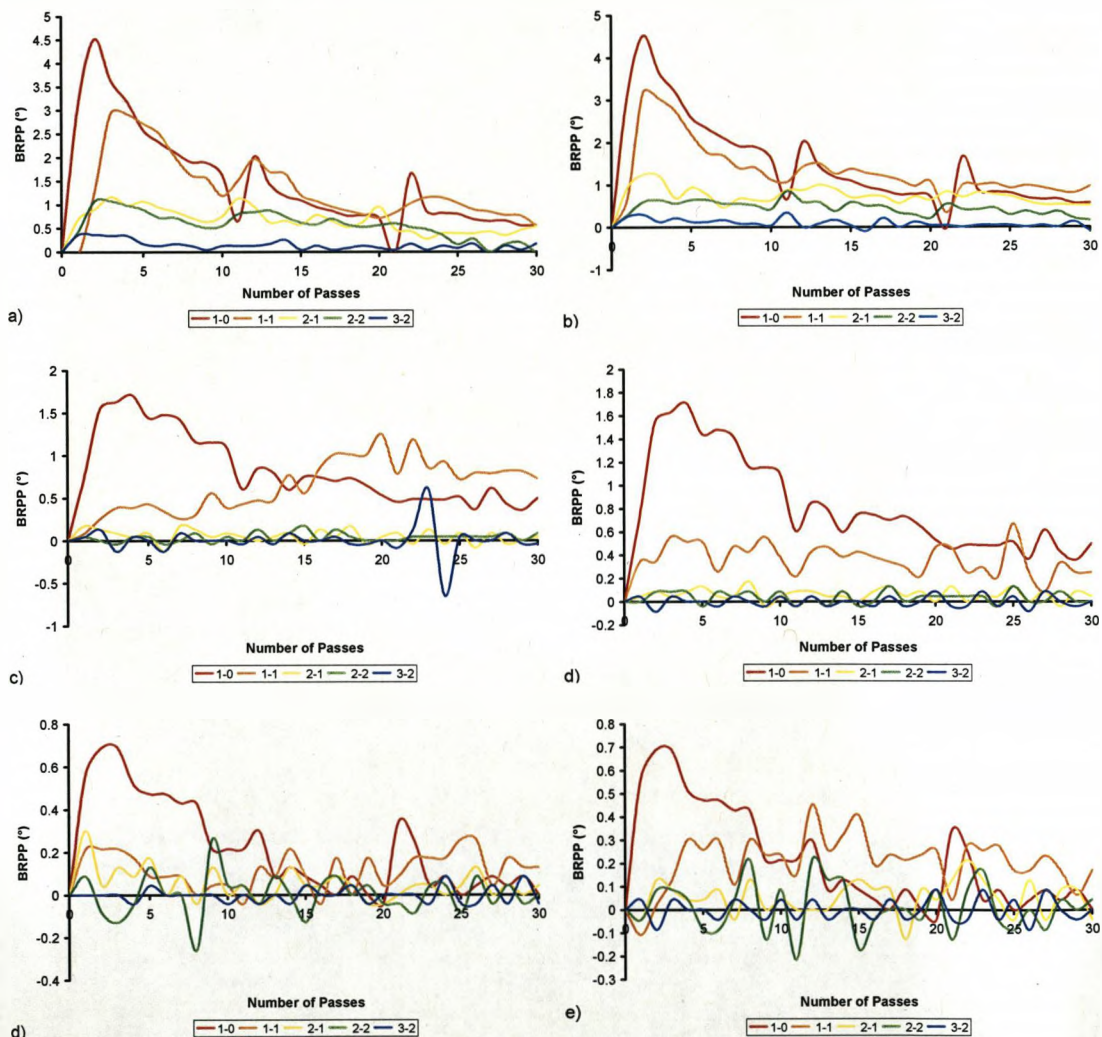 BRPP (°)
5
4.5
4
3.5
3
2.5
2
1.5
1
0.5
0
0 5 10 15 20 25 30
Number of Passes
a)
1-0 1-1 2-1 2-2 3-2
BRPP (°)
5
4
3
2
1
0
-1
0 5 10 15 20 25 30
Number of Passes
b)
1-0 1-1 2-1 2-2 3-2
BRPP (°)
2
1.5
1
0.5
0
-0.5
-1
0 5 10 15 20 25 30
Number of Passes
c)
1-0 1-1 2-1 2-2 3-2
BRPP (°)
2
1.8
1.6
1.4
1.2
1
0.8
0.6
0.4
0.2
0
-0.2
0 5 10 15 20 25 30
Number of Passes
d)
1-0 1-1 2-1 2-2 3-2
BRPP (°)
0.8
0.6
0.4
0.2
0
-0.2
-0.4
0 5 10 15 20 25 30
Number of Passes
d)
1-0 1-1 2-1 2-2 3-2
BRPP (°)
0.8
0.7
0.6
0.5
0.4
0.3
0.2
0.1
0
-0.1
-0.2
-0.3
0 5 10 15 20 25 30
Number of Passes
e)
1-0 1-1 2-1 2-2 3-2